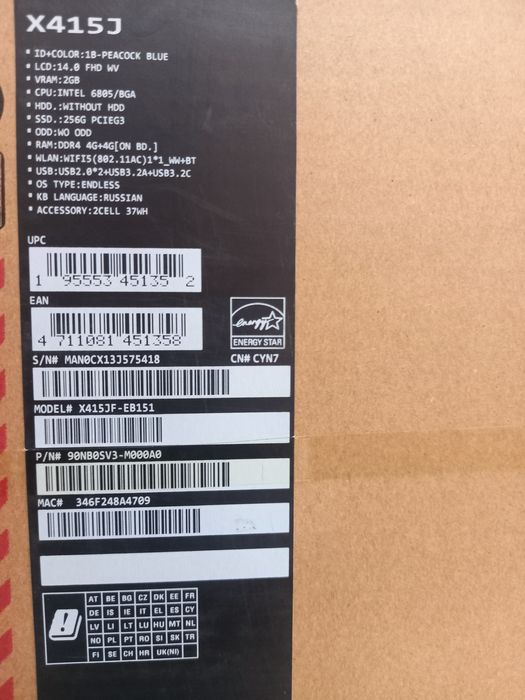 X415J
ID+COLOR:1B-PEACOCK BLUE
LCD:14.0 FHD WV
VRAM:2GB
CPU:INTEL 6805/BGA
HDD.:WITHOUT HDD
SSD.:256G PCIEG3
ODD:WO ODD
RAM:DDR4 4G+4G[ON BD.]
WLAN:WIFI5(802.11AC)1*1_WW+BT
USB:USB2.0*2+USB3.2A+USB3.2C
OS TYPE:ENDLESS
KB LANGUAGE:RUSSIAN
ACCESSORY:2CELL 37WH
UPC
1 95553 45135 2
EAN
4 711081 451358
energy
ENERGY STAR
S/N# MAN0CX13J575418 CN# CYN7
MODEL# X415JF-EB151
P/N# 90NB0SV3-M000A0
MAC# 346F248A4709
AT BE BG CZ DK EE FR
DE IS IE IT EL ES CY
LV LI LT LU HU MT NL
NO PL PT RO SI SK TR
FI SE CH HR UK(NI)